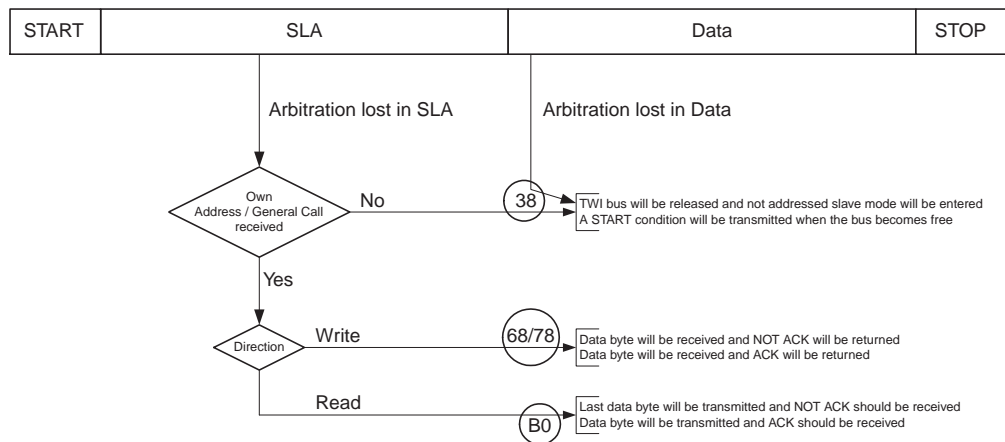 START SLA Data STOP
Arbitration lost in SLA Arbitration lost in Data
Own
Address / General Call
received
No
38
TWI bus will be released and not addressed slave mode will be entered
A START condition will be transmitted when the bus becomes free
Yes
Direction
Write
68/78
Data byte will be received and NOT ACK will be returned
Data byte will be received and ACK will be returned
Read
B0
Last data byte will be transmitted and NOT ACK should be received
Data byte will be transmitted and ACK should be received